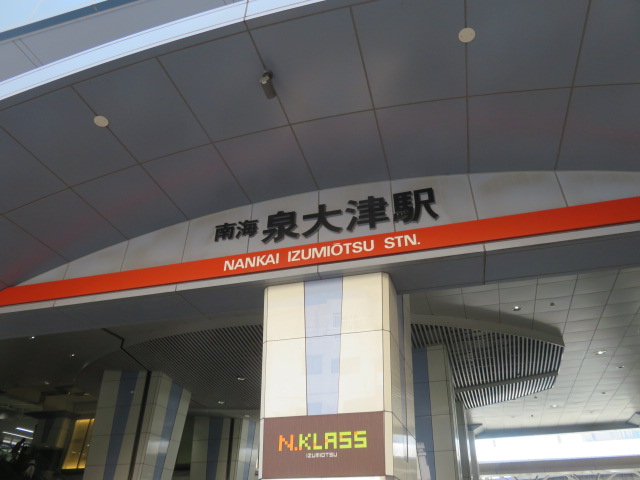 南海 泉大津駅
NANKAI IZUMIŌTSU STN.
N.KLASS
IZUMIOTSU